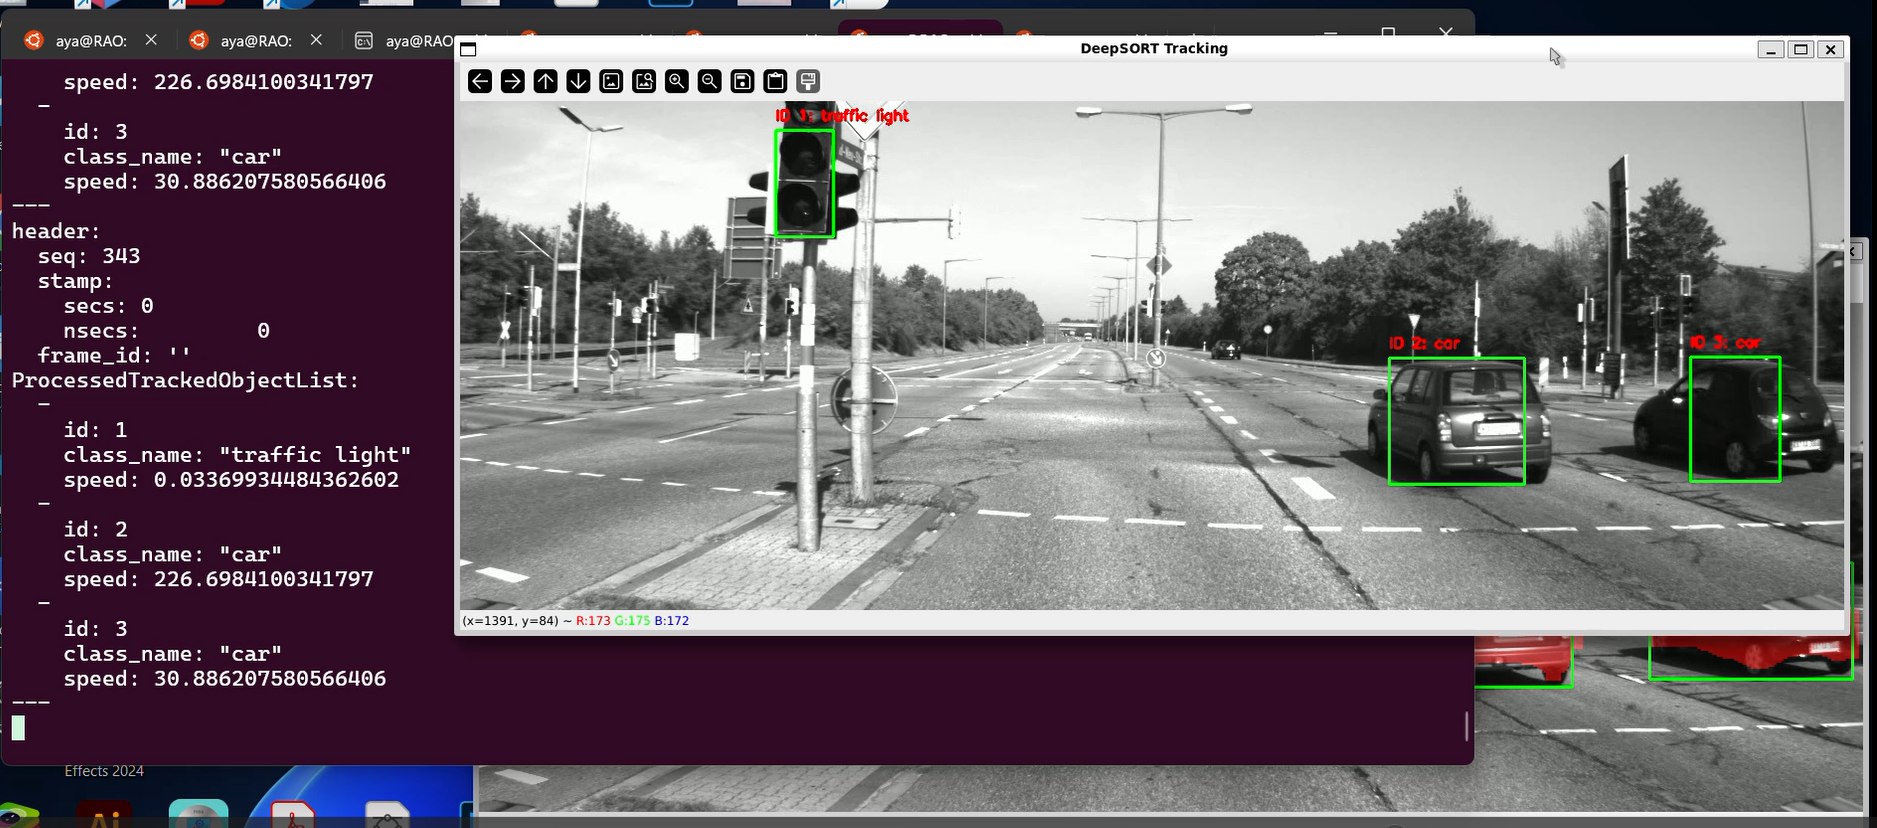 aya@RAO:
aya@RAO:
aya@RAO:
speed: 226.6984100341797
-
id: 3
class_name: "car"
speed: 30.886207580566406
---
header:
seq: 343
stamp:
secs: 0
nsecs:         0
frame_id: ''
ProcessedTrackedObjectList:
-
id: 1
class_name: "traffic light"
speed: 0.033699934484362602
-
id: 2
class_name: "car"
speed: 226.6984100341797
-
id: 3
class_name: "car"
speed: 30.886207580566406
---
DeepSORT Tracking
ID 1: traffic light
ID 2: car
ID 3: car
(x=1391, y=84) ~ R:173 G:175 B:172
Effects 2024
Ai